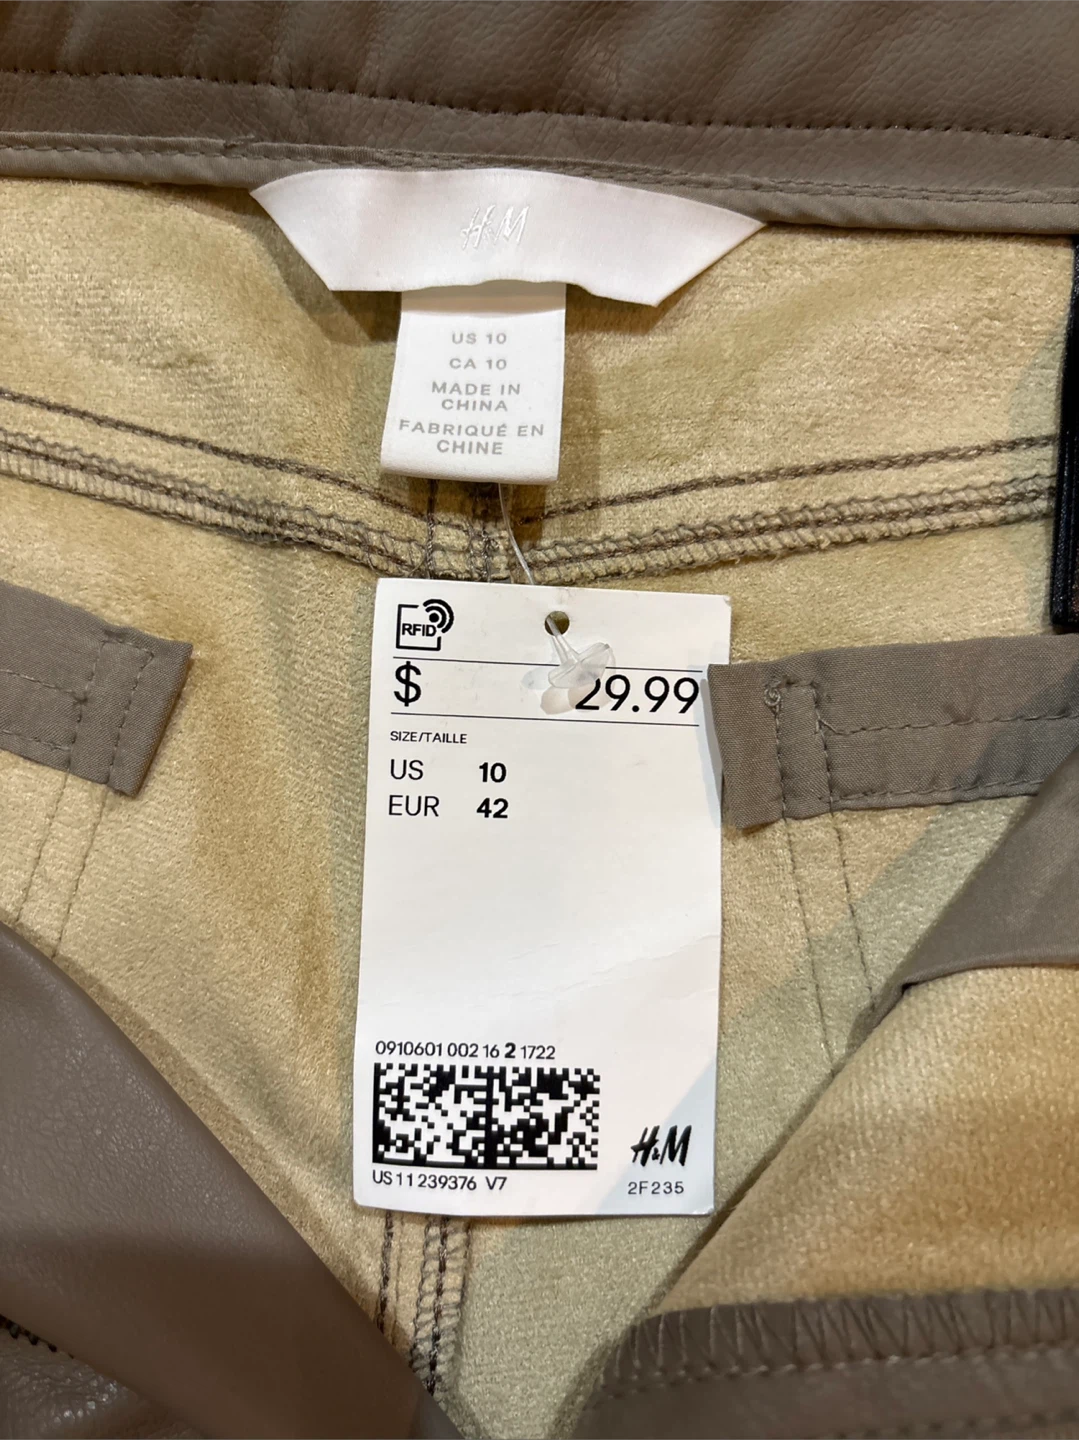 H&M
US 10
CA 10
MADE IN
CHINA
FABRIQUÉ EN
CHINE
RFID
$ 29.99
SIZE/TAILLE
US 10
EUR 42
0910601 002 16 2 1722
US 11 239376 V7
H&M
2F235